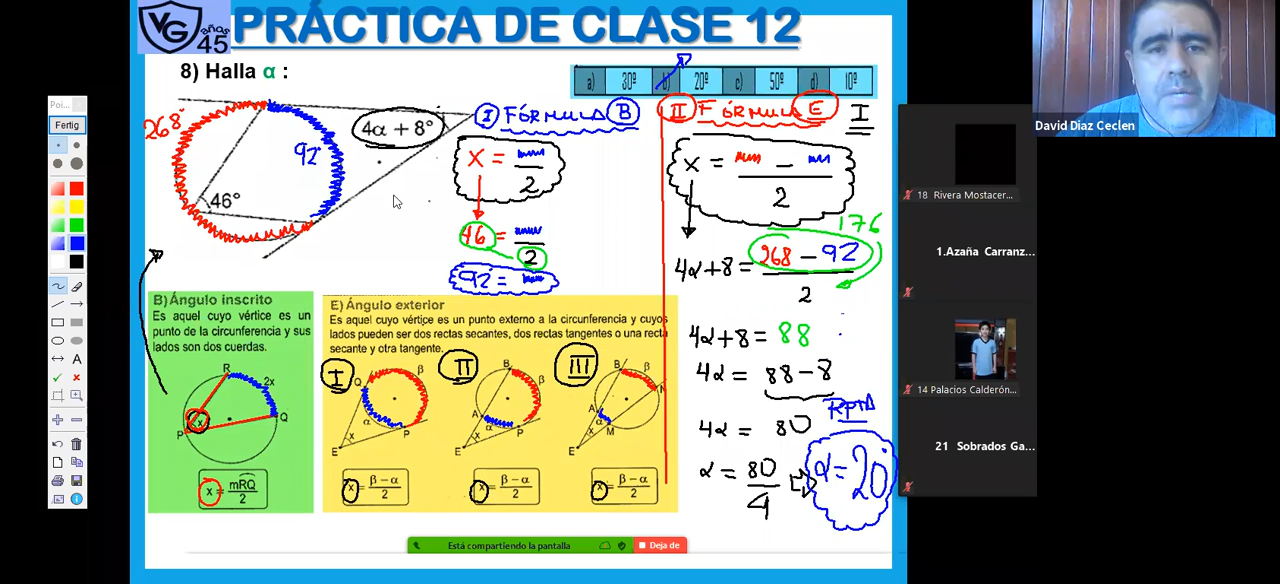 VG
años
45
PRÁCTICA DE CLASE 12
8) Halla α :
a) 30º b) 20º c) 50º d) 10º
268°
92°
46°
4α + 8°
I FÓRMULA B
x =
2
46 =
2
92 =
II FÓRMULA E I
x = −
2
176
4α+8 = 268 − 92
2
4α+8 = 88
4α = 88 − 8
4α = 80
α = 80
4
RPTA
α = 20°
B) Ángulo inscrito
Es aquel cuyo vértice es un
punto de la circunferencia y sus
lados son dos cuerdas.
R
2x
Q
P
x
x = mRQ
2
E) Ángulo exterior
Es aquel cuyo vértice es un punto externo a la circunferencia y cuyos
lados pueden ser dos rectas secantes, dos rectas tangentes o una recta
secante y otra tangente.
I
Q
β
α
x
E
P
x = β − α
2
II
B
β
A
α
x
E
P
x = β − α
2
III
B
β
N
A
α
x
M
E
x = β − α
2
Poi...
Fertig
A
David Diaz Ceclen
18 Rivera Mostacer...
1.Azaña Carranz...
14 Palacios Calderón...
21 Sobrados Ga...
Está compartiendo la pantalla
Deja de